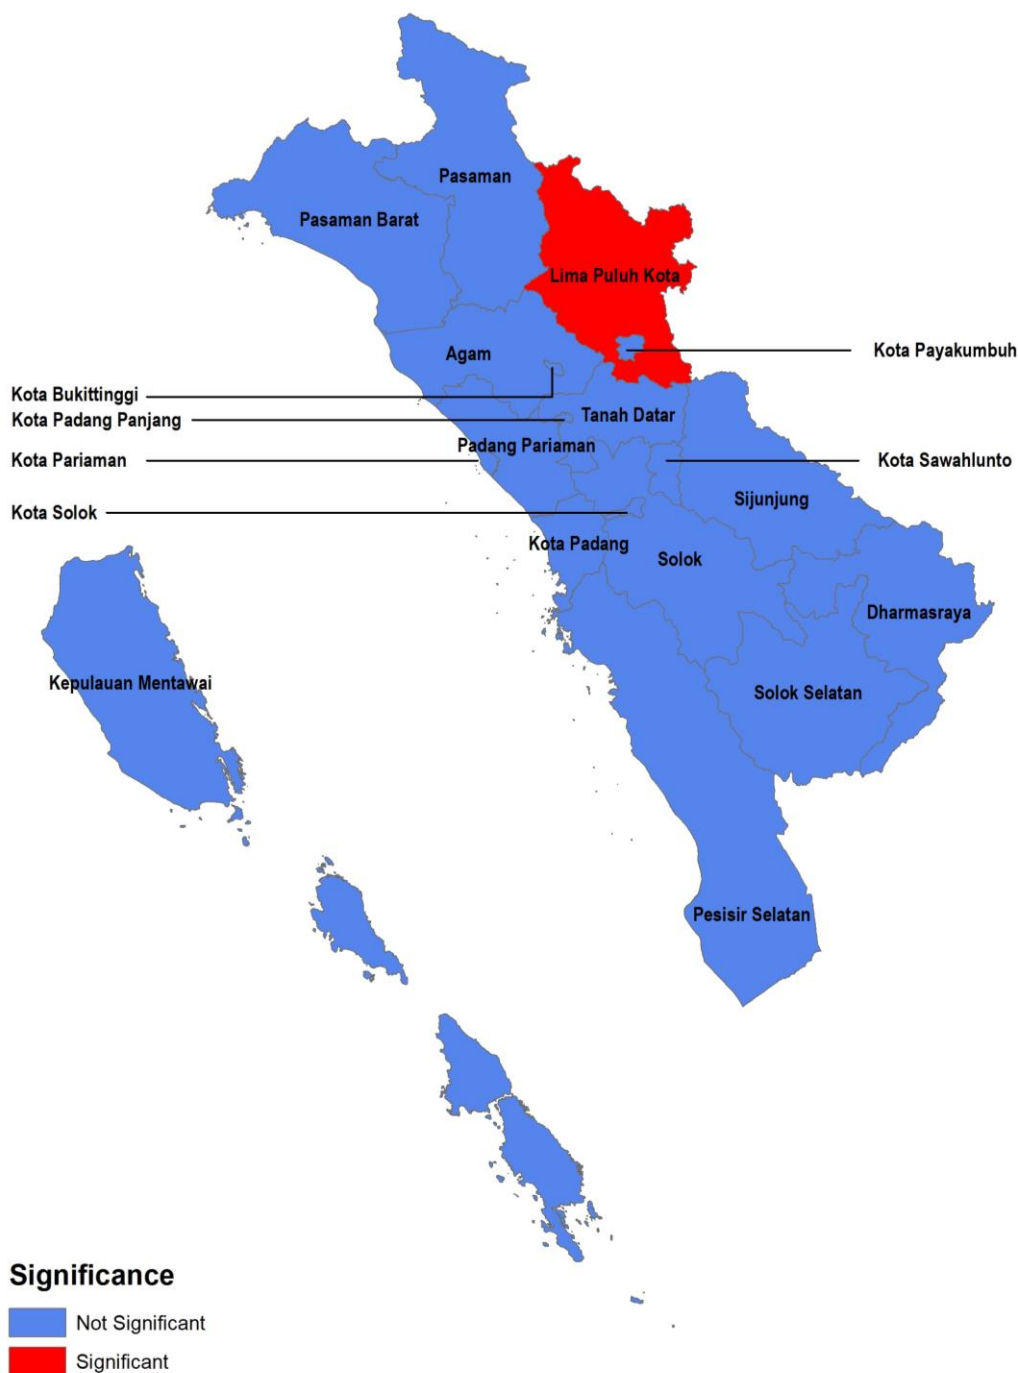 Pasaman
Pasaman Barat
Lima Puluh Kota
Agam
Kota Payakumbuh
Kota Bukittinggi
Kota Padang Panjang
Tanah Datar
Padang Pariaman
Kota Pariaman
Kota Sawahlunto
Sijunjung
Kota Solok
Kota Padang
Solok
Dharmasraya
Kepulauan Mentawai
Solok Selatan
Pesisir Selatan
Significance
Not Significant
Significant